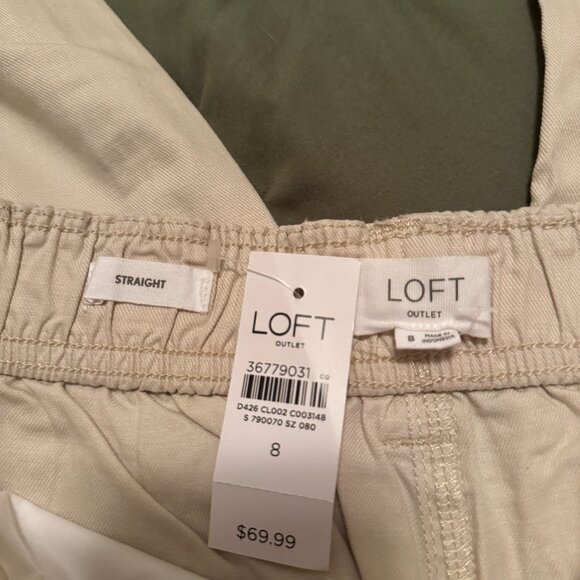 STRAIGHT
LOFT
OUTLET
36779031 CQ
D426 CL002 C003148
S 790070 SZ 080
8
$69.99
LOFT
OUTLET
8
MADE IN
INDONESIA